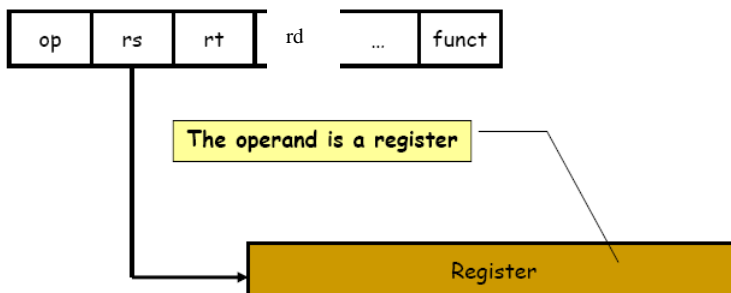 op rs rt rd ... funct
The operand is a register
Register